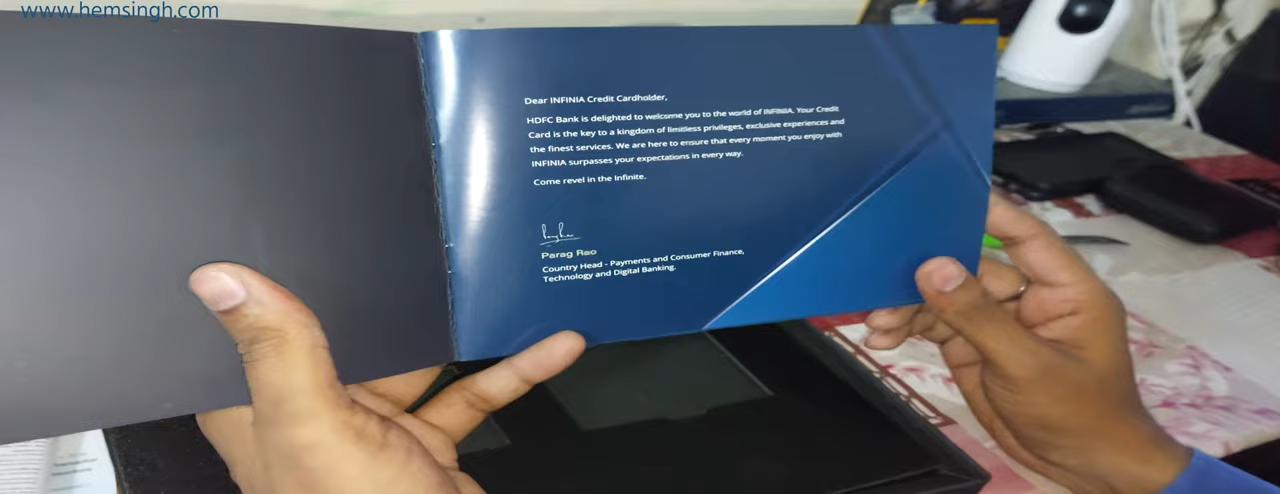 www.hemsingh.com
Dear INFINIA Credit Cardholder,
HDFC Bank is delighted to welcome you to the world of INFINIA. Your Credit
Card is the key to a kingdom of limitless privileges, exclusive experiences and
the finest services. We are here to ensure that every moment you enjoy with
INFINIA surpasses your expectations in every way.
Come revel in the Infinite.
Parag Rao
Country Head - Payments and Consumer Finance,
Technology and Digital Banking.